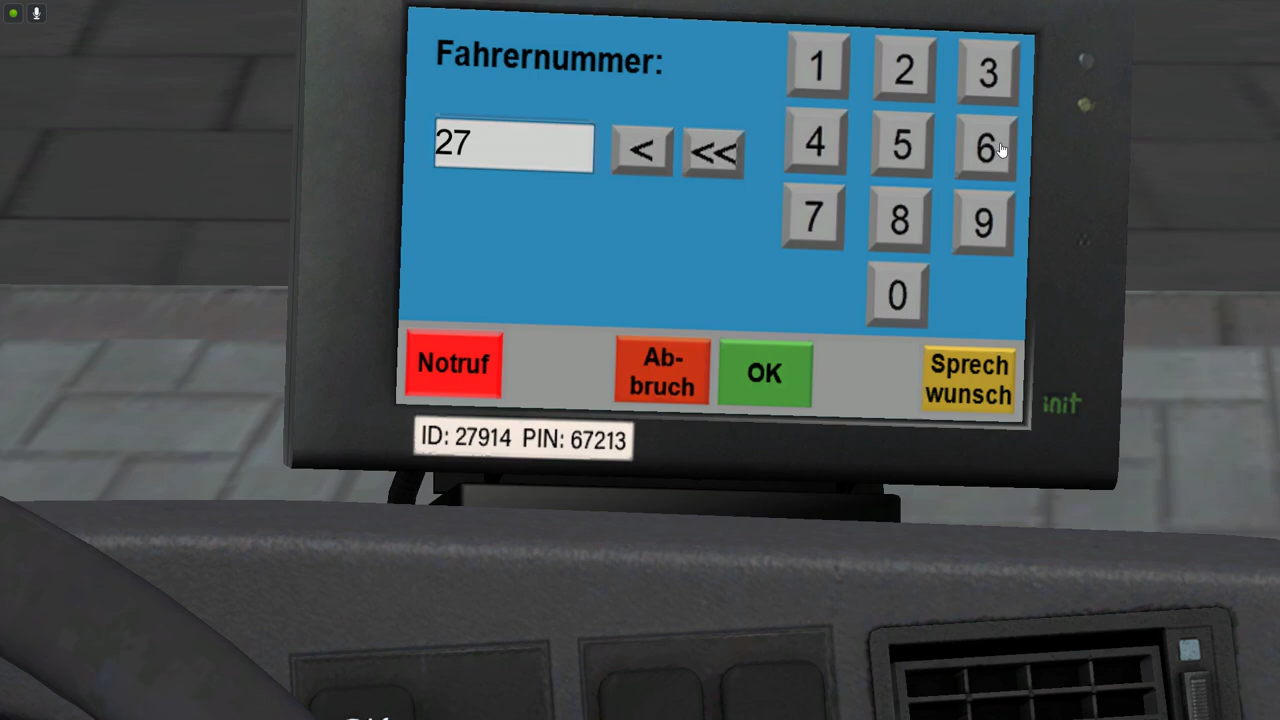 Fahrernummer:
27
< <<
1 2 3
4 5 6
7 8 9
0
Notruf
Ab-
bruch
OK
Sprech
wunsch
init
ID: 27914 PIN: 67213